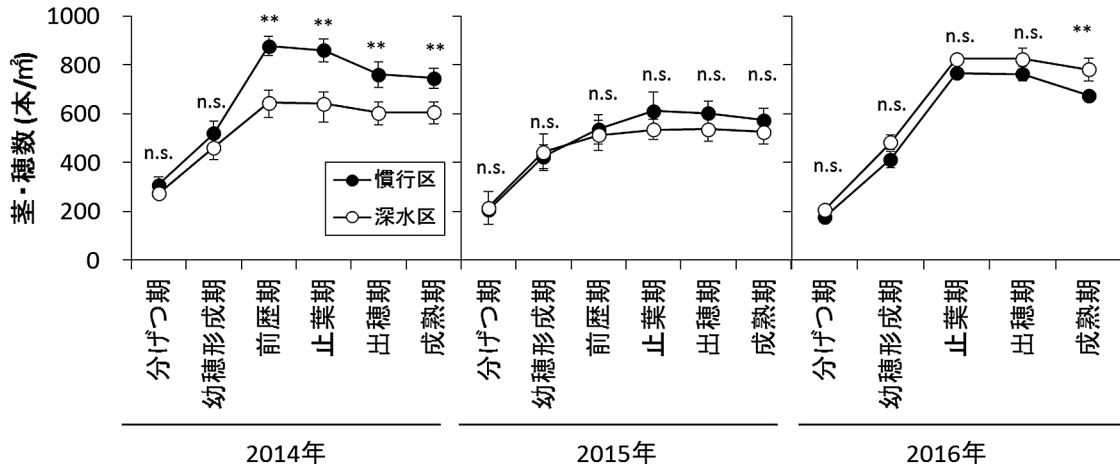 茎・穂数 (本/㎡)
1000
800
600
400
200
0
n.s.
n.s.
**
**
**
**
n.s.
n.s.
n.s.
n.s.
n.s.
n.s.
n.s.
n.s.
n.s.
n.s.
**
慣行区
深水区
分げつ期
幼穂形成期
前歴期
止葉期
出穂期
成熟期
分げつ期
幼穂形成期
前歴期
止葉期
出穂期
成熟期
分げつ期
幼穂形成期
止葉期
出穂期
成熟期
2014年
2015年
2016年